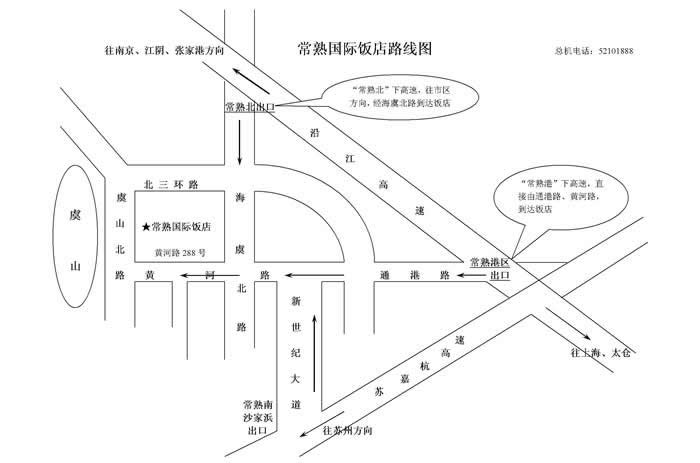 常熟国际饭店路线图
总机电话：52101888
往南京、江阴、张家港方向
"常熟北"下高速，往市区
方向，经海虞北路到达饭店
常熟北出口
沿江高速
"常熟港"下高速，直
接由通港路、黄河路，
到达饭店
北三环路
虞山
虞山北路
海虞北路
★常熟国际饭店
黄河路 288 号
黄河路
通港路
常熟港区
出口
新世纪大道
苏嘉杭高速
往上海、太仓
常熟南
沙家浜
出口
往苏州方向